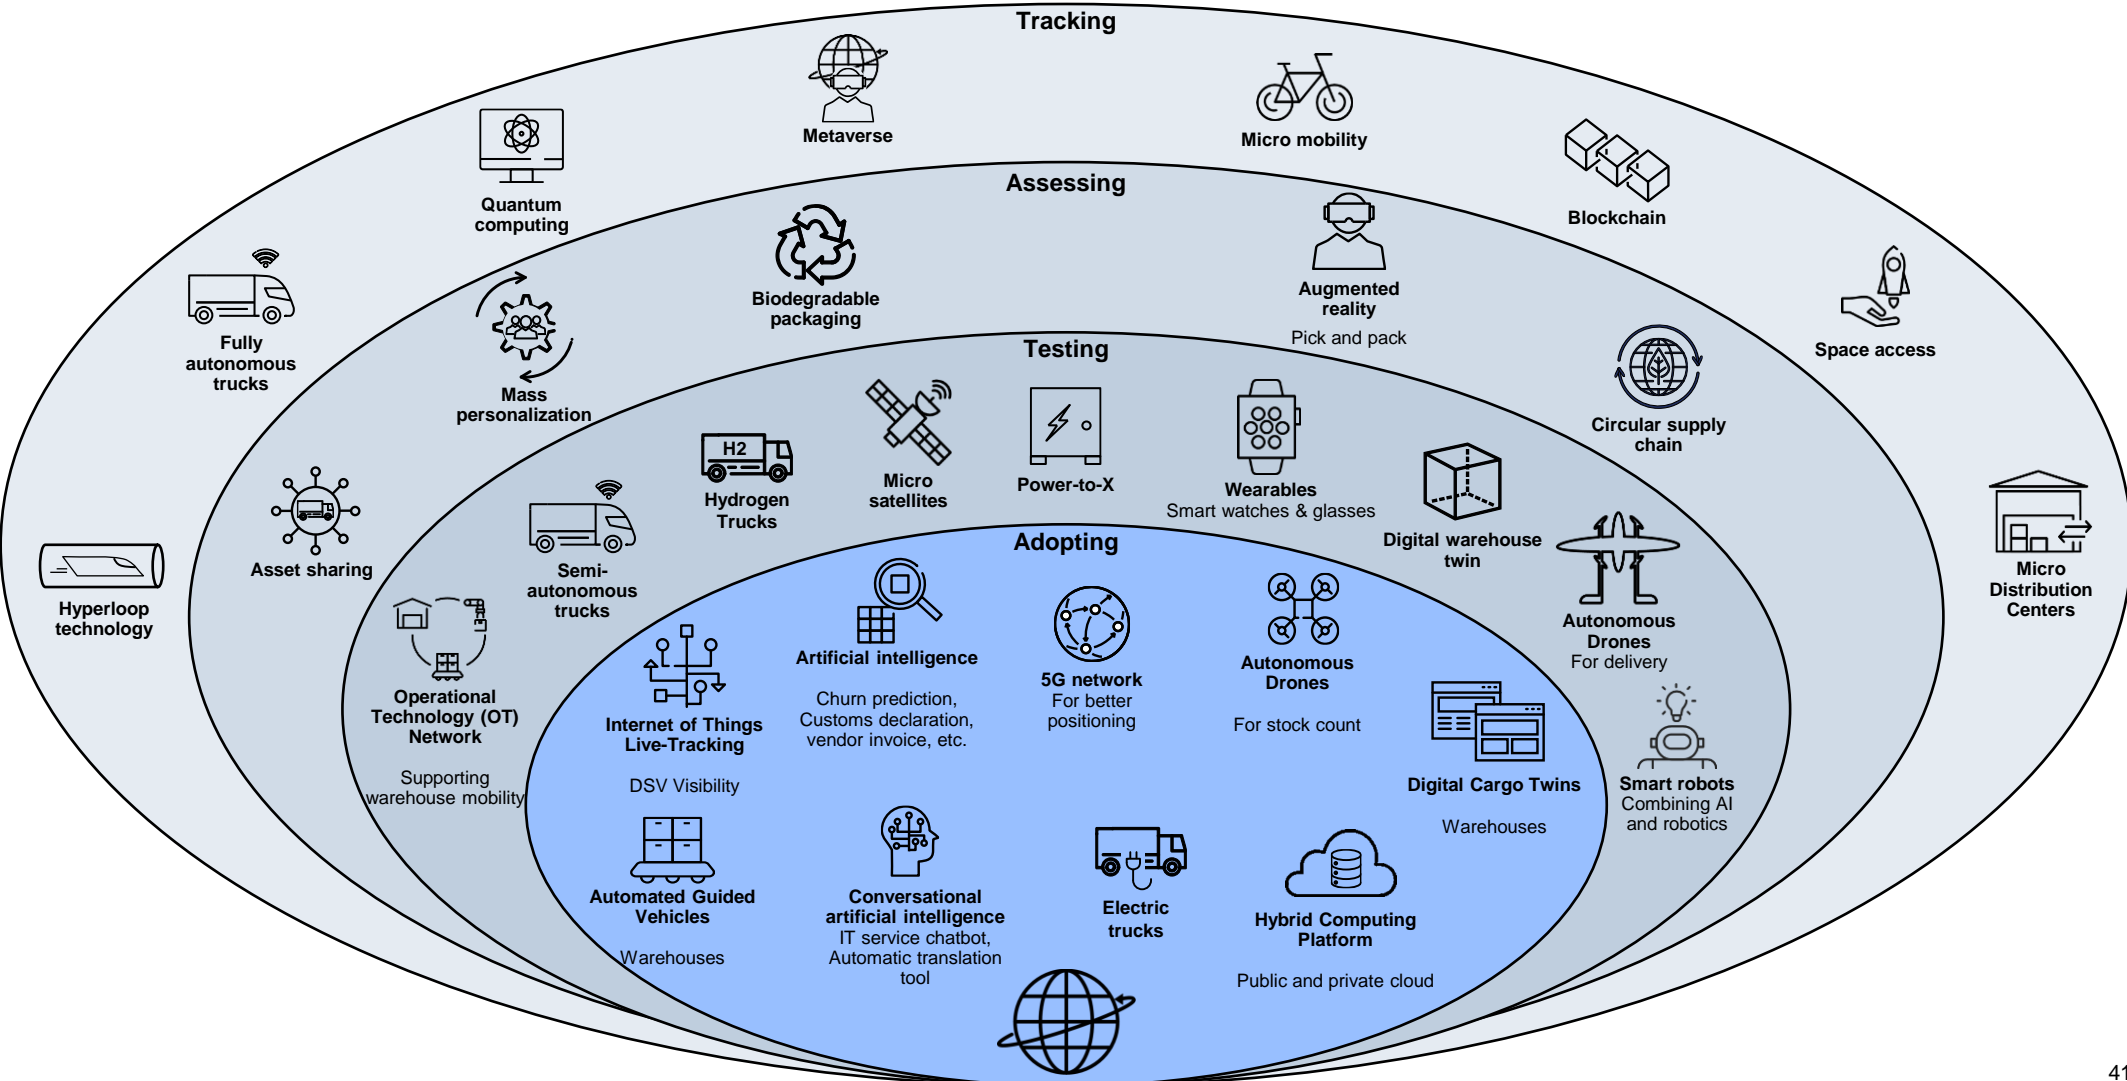 Tracking
Metaverse
Micro mobility
Quantum
computing
Blockchain
Fully
autonomous
trucks
Space access
Hyperloop
technology
Micro
Distribution
Centers
Assessing
Biodegradable
packaging
Augmented
reality
Pick and pack
Mass
personalization
Circular supply
chain
Asset sharing
Testing
H2
Hydrogen
Trucks
Micro
satellites
Power-to-X
Wearables
Smart watches & glasses
Digital warehouse
twin
Semi-
autonomous
trucks
Autonomous
Drones
For delivery
Operational
Technology (OT)
Network
Supporting
warehouse mobility
Smart robots
Combining AI
and robotics
Adopting
Artificial intelligence
Churn prediction,
Customs declaration,
vendor invoice, etc.
5G network
For better
positioning
Autonomous
Drones
For stock count
Internet of Things
Live-Tracking
DSV Visibility
Digital Cargo Twins
Warehouses
Automated Guided
Vehicles
Warehouses
Conversational
artificial intelligence
IT service chatbot,
Automatic translation
tool
Electric
trucks
Hybrid Computing
Platform
Public and private cloud
41